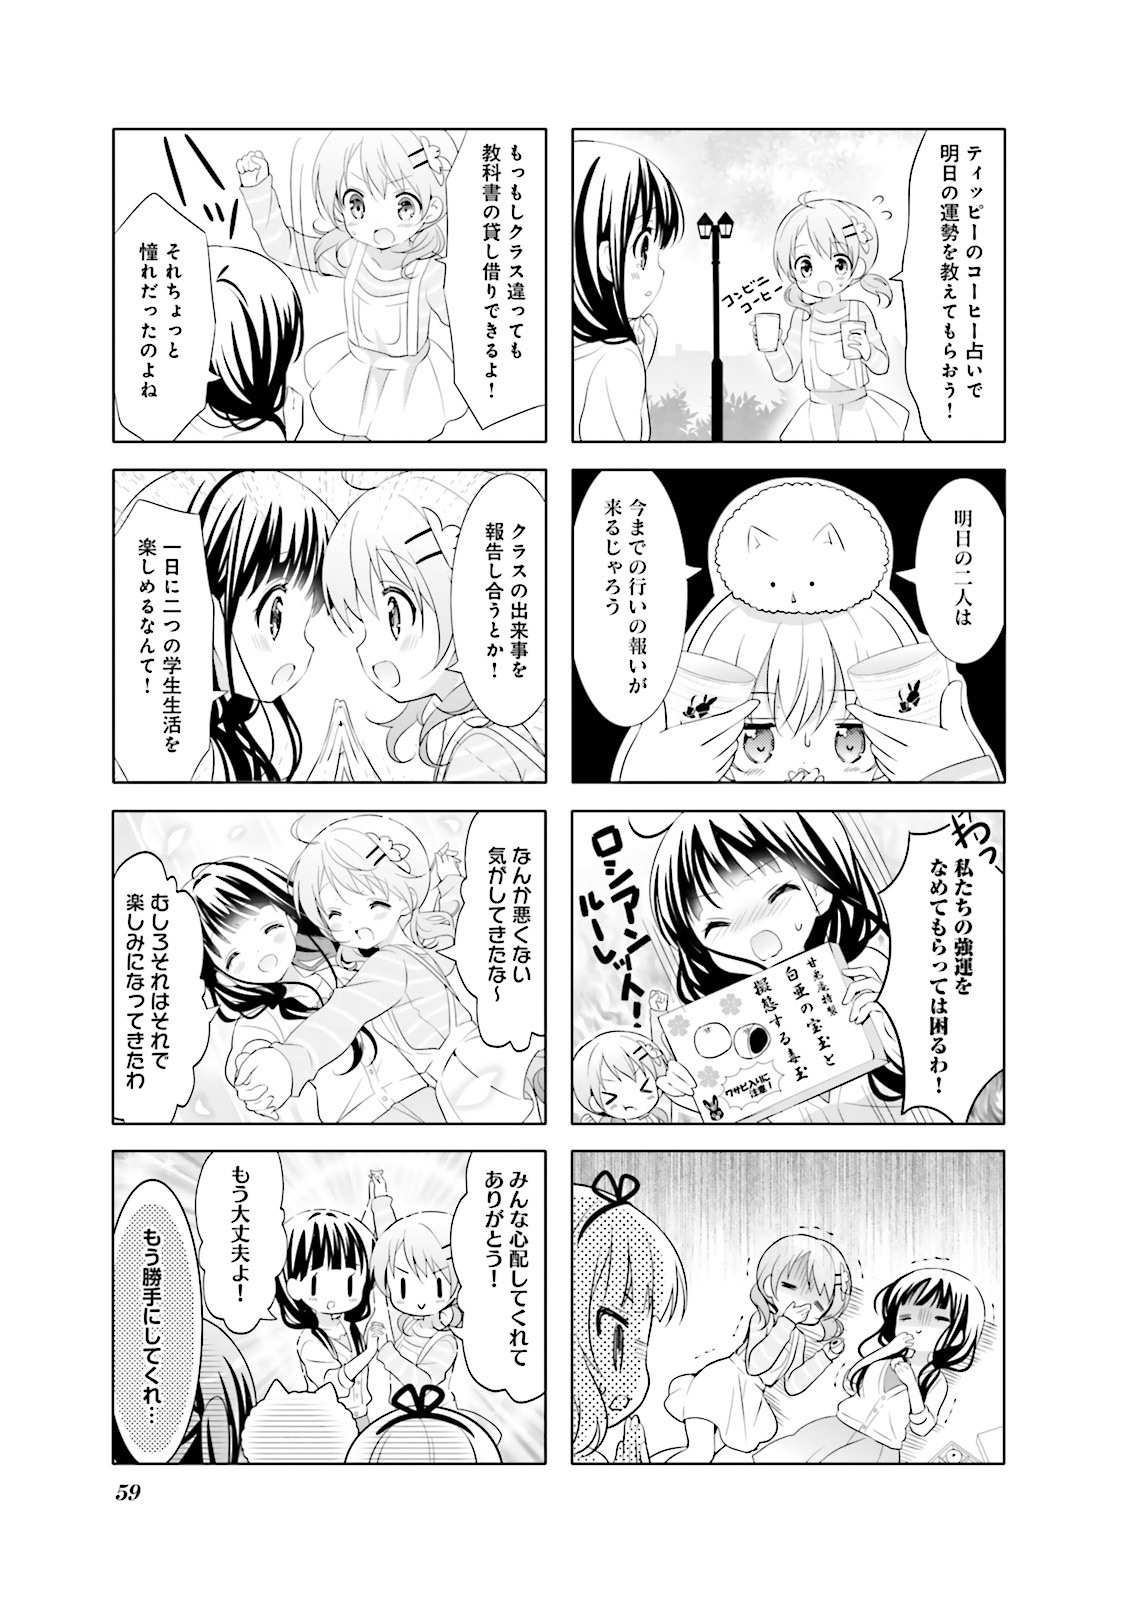 ティッピーのコーヒー占いで
明日の運勢を教えてもらおう！
コンビニ
コーヒー
明日の二人は
今までの行いの報いが
来るじゃろう
わっ
私たちの強運を
なめてもらっては困るわ！
ロシアンッ
ルーレットー！
甘兎庵特製
白亜の宝玉と
擬態する毒玉
ワサビ入りに
注意！
もっもしクラス違っても
教科書の貸し借りできるよ！
それちょっと
憧れだったのよね
クラスの出来事を
報告し合うとか！
一日に二つの学生生活を
楽しめるなんて！
なんか悪くない
気がしてきたな～
むしろそれはそれで
楽しみになってきたわ
みんな心配してくれて
ありがとう！
もう大丈夫よ！
もう勝手にしてくれ…
59